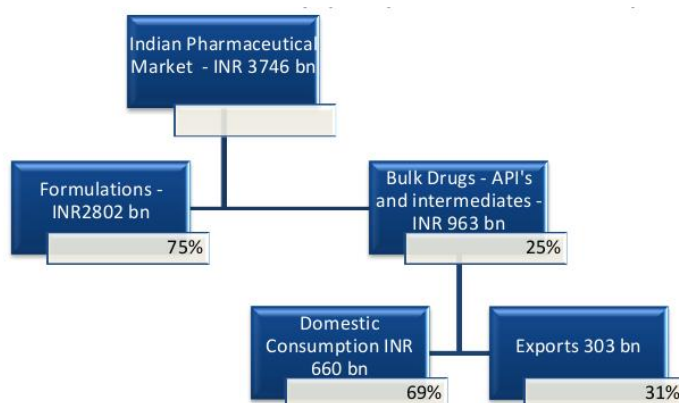 Indian Pharmaceutical
Market - INR 3746 bn
Formulations -
INR2802 bn
75%
Bulk Drugs - API's
and intermediates -
INR 963 bn
25%
Domestic
Consumption INR
660 bn
69%
Exports 303 bn
31%